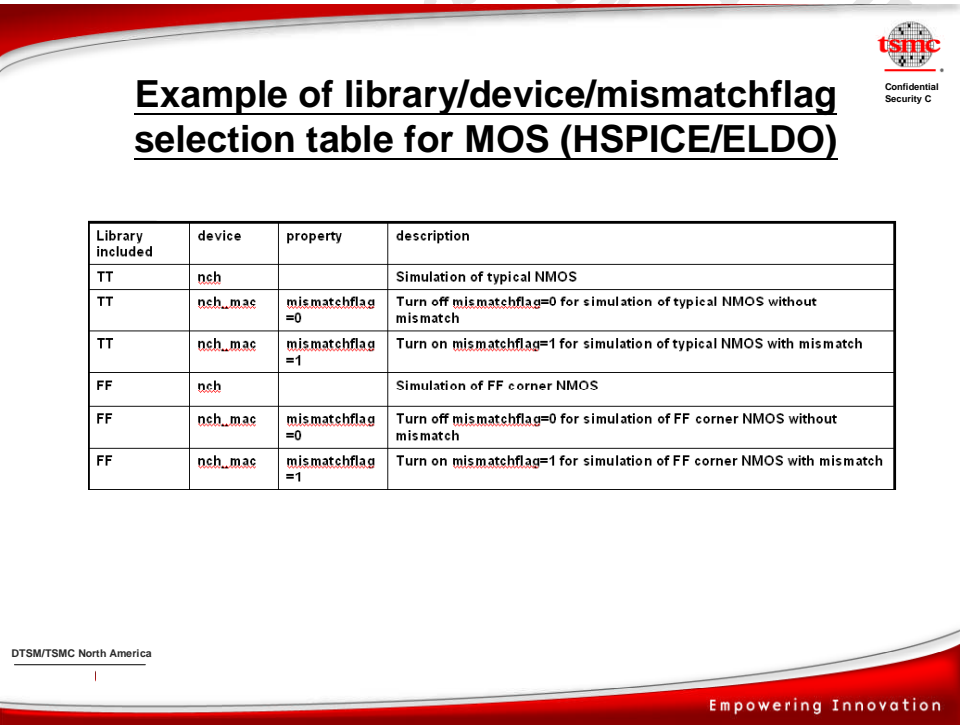 tsmc
Confidential
Security C
Example of library/device/mismatchflag
selection table for MOS (HSPICE/ELDO)
Library included | device | property | description
TT | nch | | Simulation of typical NMOS
TT | nch_mac | mismatchflag =0 | Turn off mismatchflag=0 for simulation of typical NMOS without mismatch
TT | nch_mac | mismatchflag =1 | Turn on mismatchflag=1 for simulation of typical NMOS with mismatch
FF | nch | | Simulation of FF corner NMOS
FF | nch_mac | mismatchflag =0 | Turn off mismatchflag=0 for simulation of FF corner NMOS without mismatch
FF | nch_mac | mismatchflag =1 | Turn on mismatchflag=1 for simulation of FF corner NMOS with mismatch
DTSM/TSMC North America
Empowering Innovation